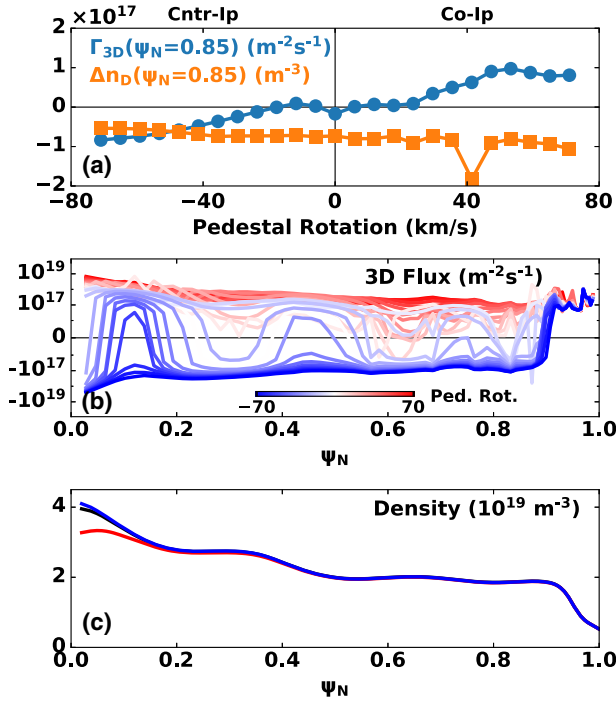 ×10¹⁷
Cntr-Ip Co-Ip
2
Γ3D(ψN=0.85) (m⁻²s⁻¹)
1
ΔnD(ψN=0.85) (m⁻³)
0
−1
(a)
−2
−80 −40 0 40 80
Pedestal Rotation (km/s)
10¹⁹
3D Flux (m⁻²s⁻¹)
10¹⁷
0
-10¹⁷
-10¹⁹
(b)
−70 70 Ped. Rot.
0.0 0.2 0.4 0.6 0.8 1.0
ψN
4
Density (10¹⁹ m⁻³)
2
(c)
0
0.0 0.2 0.4 0.6 0.8 1.0
ψN